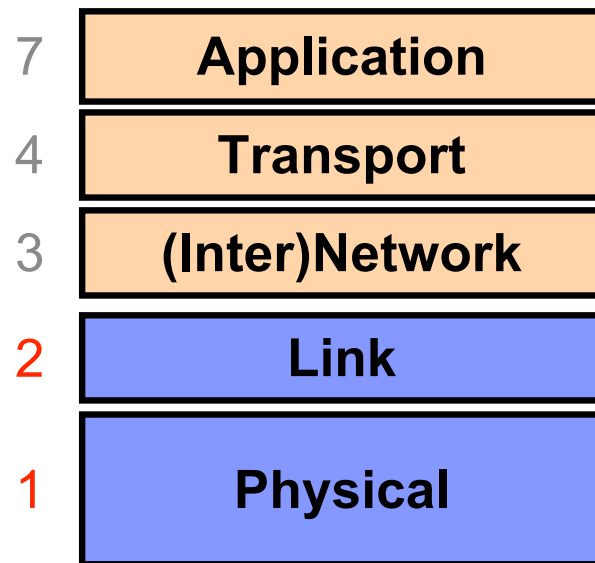 7 Application
4 Transport
3 (Inter)Network
2 Link
1 Physical